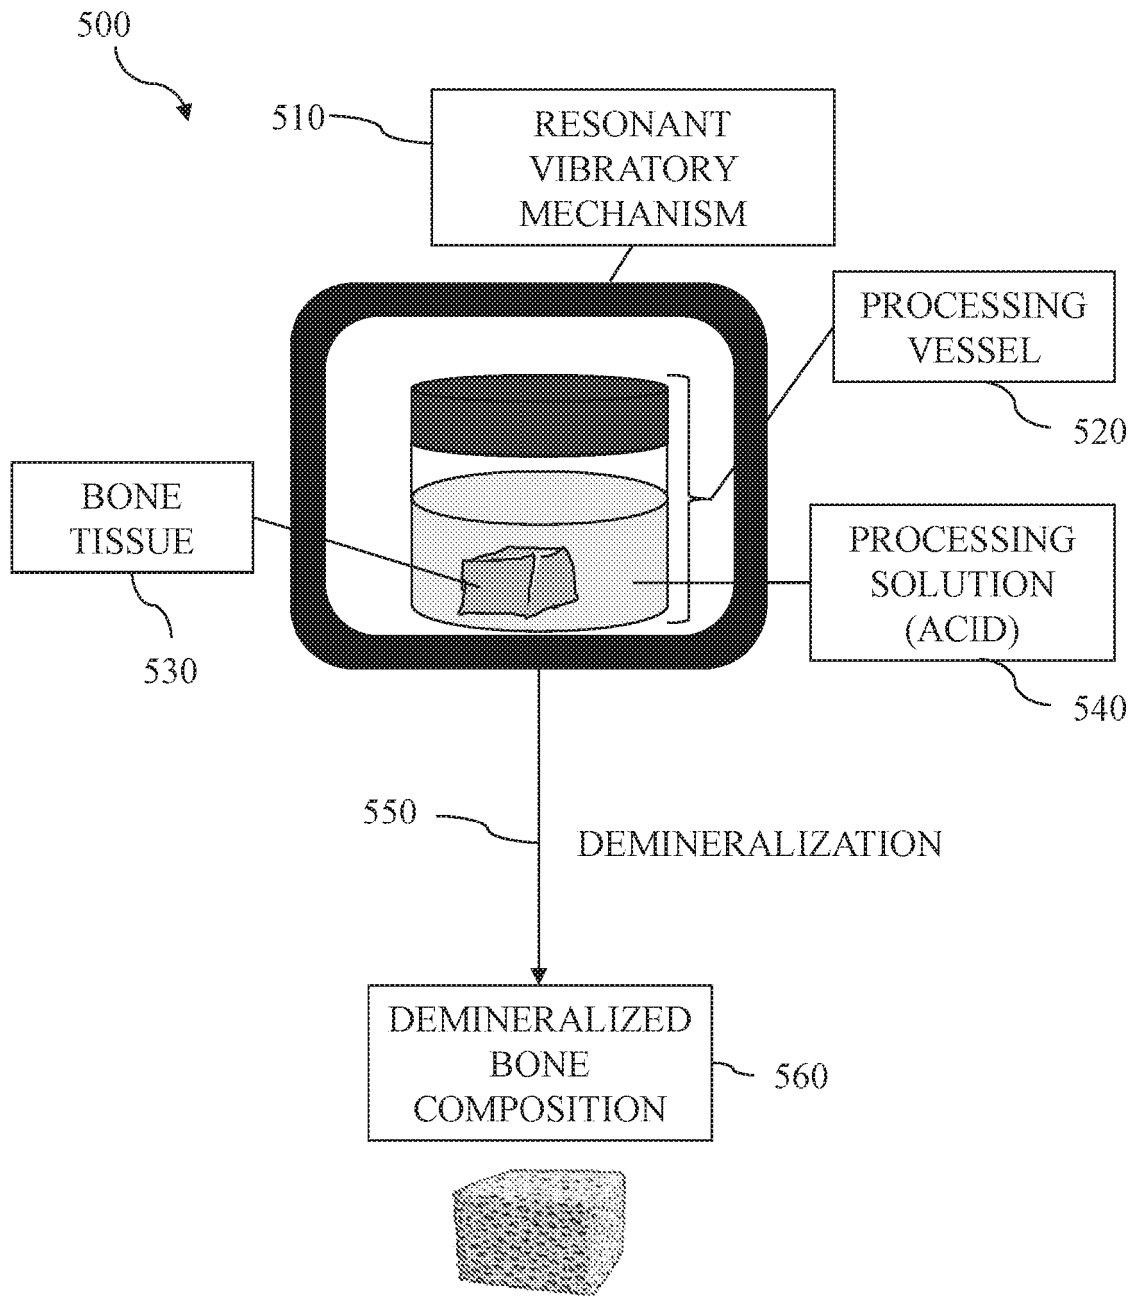 500
510
RESONANT
VIBRATORY
MECHANISM
PROCESSING
VESSEL
520
BONE
TISSUE
530
PROCESSING
SOLUTION
(ACID)
540
550
DEMINERALIZATION
DEMINERALIZED
BONE
COMPOSITION
560